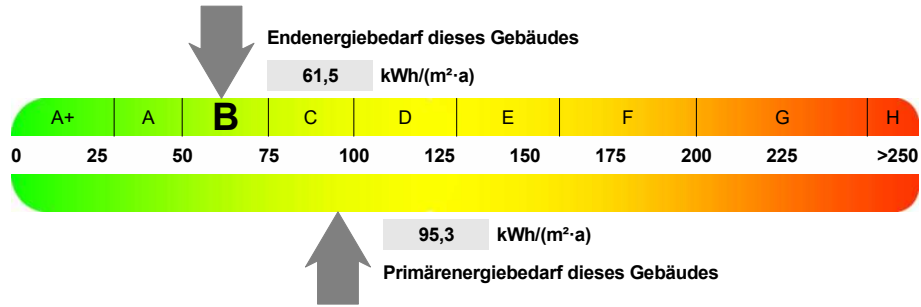 Endenergiebedarf dieses Gebäudes
61,5 kWh/(m²·a)
A+ A B C D E F G H
0 25 50 75 100 125 150 175 200 225 >250
95,3 kWh/(m²·a)
Primärenergiebedarf dieses Gebäudes